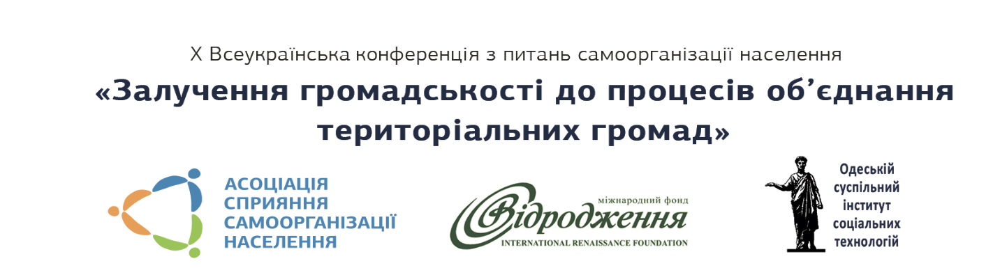 X Всеукраїнська конференція з питань самоорганізації населення
«Залучення громадськості до процесів об’єднання
територіальних громад»
АСОЦІАЦІЯ
СПРИЯННЯ
САМООРГАНІЗАЦІЇ
НАСЕЛЕННЯ
міжнародний фонд
Відродження
INTERNATIONAL RENAISSANCE FOUNDATION
Одеській
суспільний
інститут
соціальних
технологій